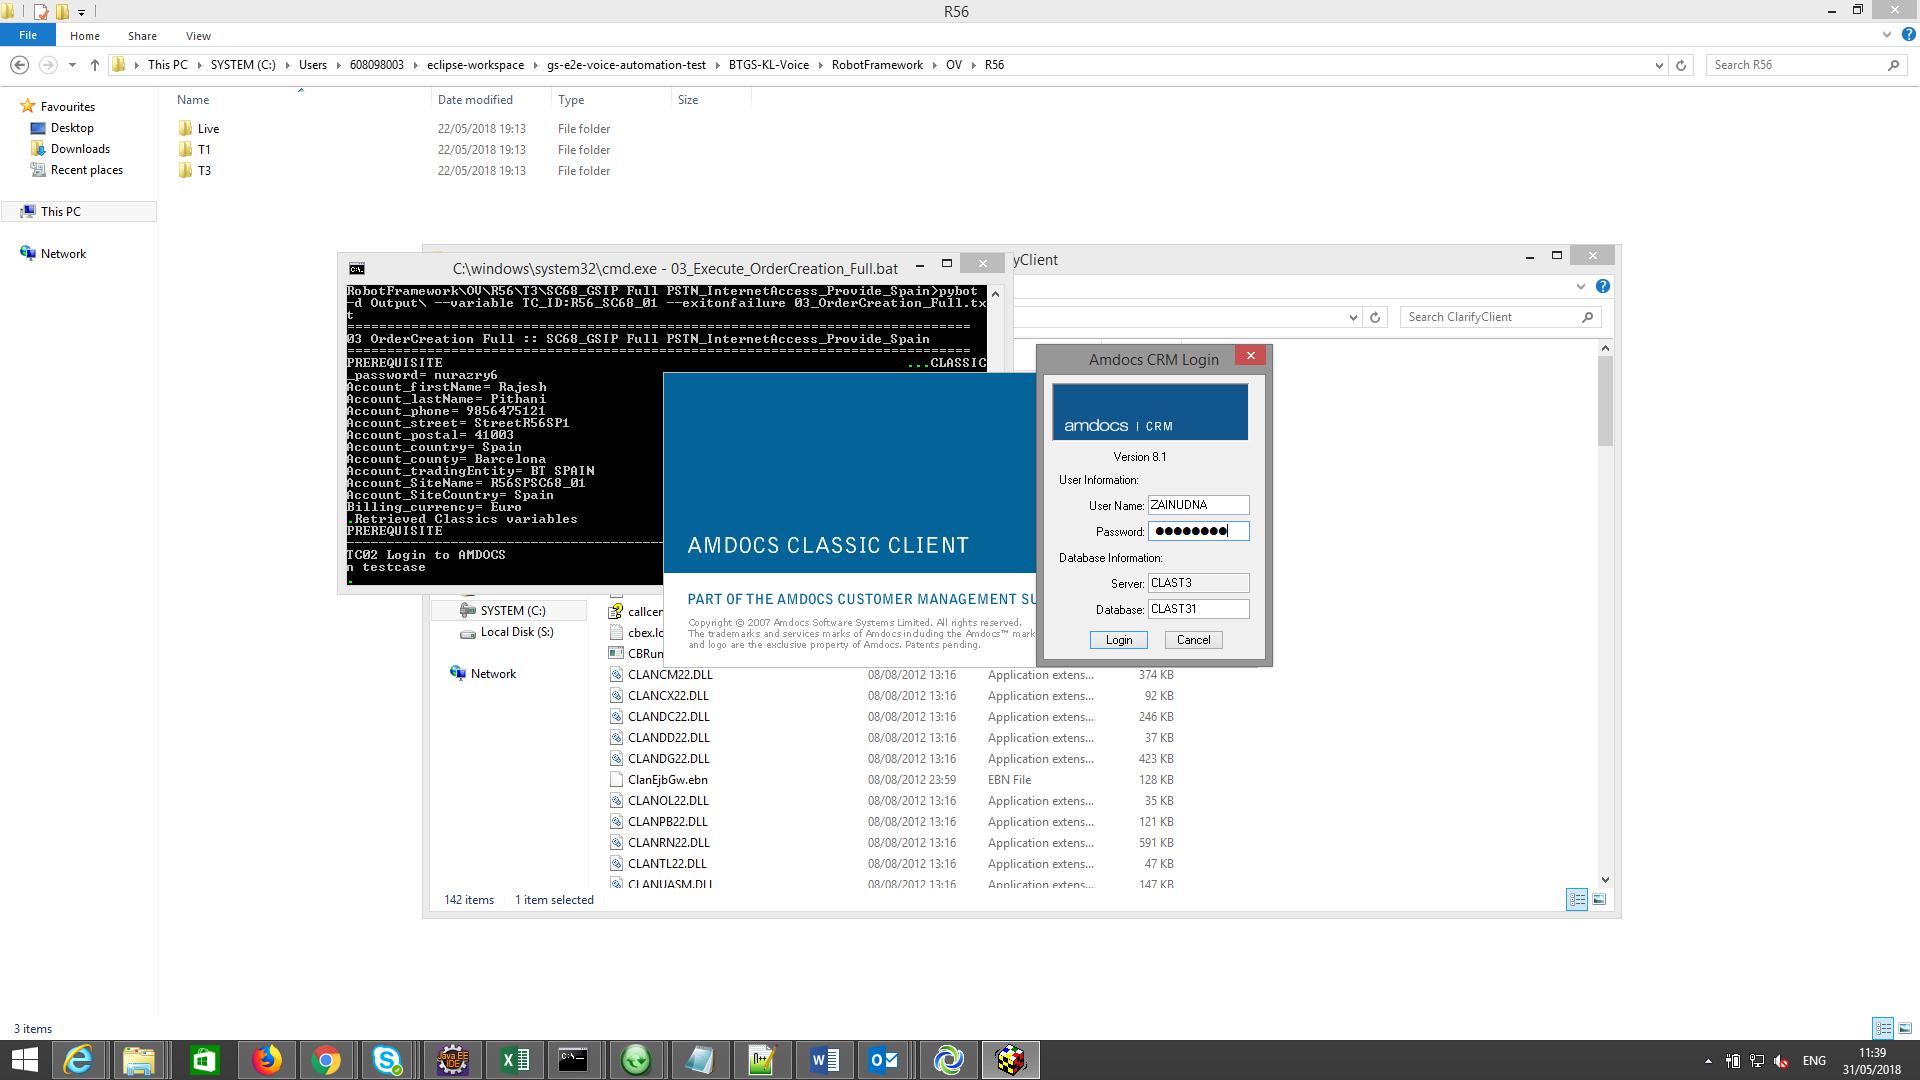 R56
File Home Share View
This PC SYSTEM (C:) Users 608098003 eclipse-workspace gs-e2e-voice-automation-test BTGS-KL-Voice RobotFramework OV R56
Search R56
Name Date modified Type Size
Favourites
Desktop
Downloads
Recent places
This PC
Network
Live 22/05/2018 19:13 File folder
T1 22/05/2018 19:13 File folder
T3 22/05/2018 19:13 File folder
C:\windows\system32\cmd.exe - 03_Execute_OrderCreation_Full.bat
RobotFramework\OV\R56\T3\SC68_GSIP Full PSTN_InternetAccess_Provide_Spain>pybot
-d Output\ --variable TC_ID:R56_SC68_01 --exitonfailure 03_OrderCreation_Full.tx
t
03 OrderCreation Full :: SC68_GSIP Full PSTN_InternetAccess_Provide_Spain
PREREQUISITE ...CLASSIC
_password= nurazry6
Account_firstName= Rajesh
Account_lastName= Pithani
Account_phone= 9856475121
Account_street= StreetR56SP1
Account_postal= 41003
Account_country= Spain
Account_county= Barcelona
Account_tradingEntity= BT SPAIN
Account_SiteName= R56SPSC68_01
Account_SiteCountry= Spain
Billing_currency= Euro
.Retrieved Classics variables
PREREQUISITE
TC02 Login to AMDOCS
n testcase
.
yClient
Search ClarifyClient
AMDOCS CLASSIC CLIENT
PART OF THE AMDOCS CUSTOMER MANAGEMENT SU
Copyright © 2007 Amdocs Software Systems Limited. All rights reserved.
The trademarks and services marks of Amdocs including the Amdocs™ mark
and logo are the exclusive property of Amdocs. Patents pending.
Amdocs CRM Login
amdocs | CRM
Version 8.1
User Information:
User Name: ZAINUDNA
Password: ●●●●●●●●
Database Information:
Server: CLAST3
Database: CLAST31
Login Cancel
SYSTEM (C:)
Local Disk (S:)
Network
callcen
cbex.lo
CBRun
CLANCM22.DLL 08/08/2012 13:16 Application extens... 374 KB
CLANCX22.DLL 08/08/2012 13:16 Application extens... 92 KB
CLANDC22.DLL 08/08/2012 13:16 Application extens... 246 KB
CLANDD22.DLL 08/08/2012 13:16 Application extens... 37 KB
CLANDG22.DLL 08/08/2012 13:16 Application extens... 423 KB
ClanEjbGw.ebn 08/08/2012 23:59 EBN File 128 KB
CLANOL22.DLL 08/08/2012 13:16 Application extens... 35 KB
CLANPB22.DLL 08/08/2012 13:16 Application extens... 121 KB
CLANRN22.DLL 08/08/2012 13:16 Application extens... 591 KB
CLANTL22.DLL 08/08/2012 13:16 Application extens... 47 KB
CLANUASM.DLL 08/08/2012 13:16 Application extens... 147 KB
142 items 1 item selected
3 items
ENG
11:39
31/05/2018